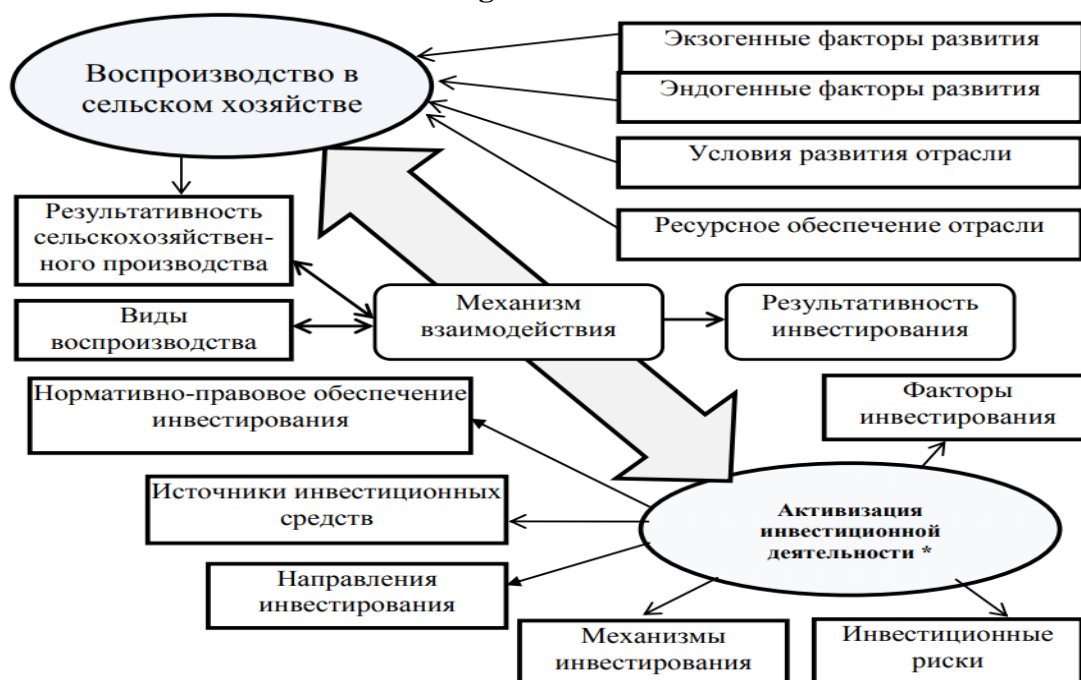 g
Экзогенные факторы развития
Воспроизводство в
сельском хозяйстве
Эндогенные факторы развития
Условия развития отрасли
Ресурсное обеспечение отрасли
Результативность
сельскохозяйствен-
ного производства
Виды
воспроизводства
Механизм
взаимодействия
Результативность
инвестирования
Нормативно-правовое обеспечение
инвестирования
Факторы
инвестирования
Источники инвестиционных
средств
Активизация
инвестиционной
деятельности *
Направления
инвестирования
Механизмы
инвестирования
Инвестиционные
риски